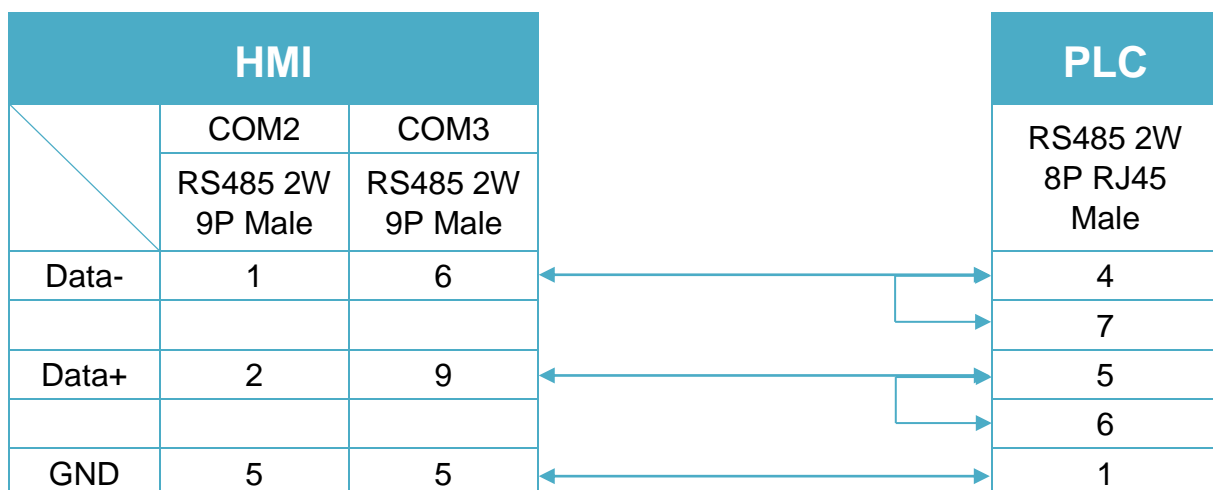 HMI PLC
COM2 COM3
RS485 2W
9P Male
RS485 2W
9P Male
RS485 2W
8P RJ45
Male
Data- 1 6 4
7
Data+ 2 9 5
6
GND 5 5 1